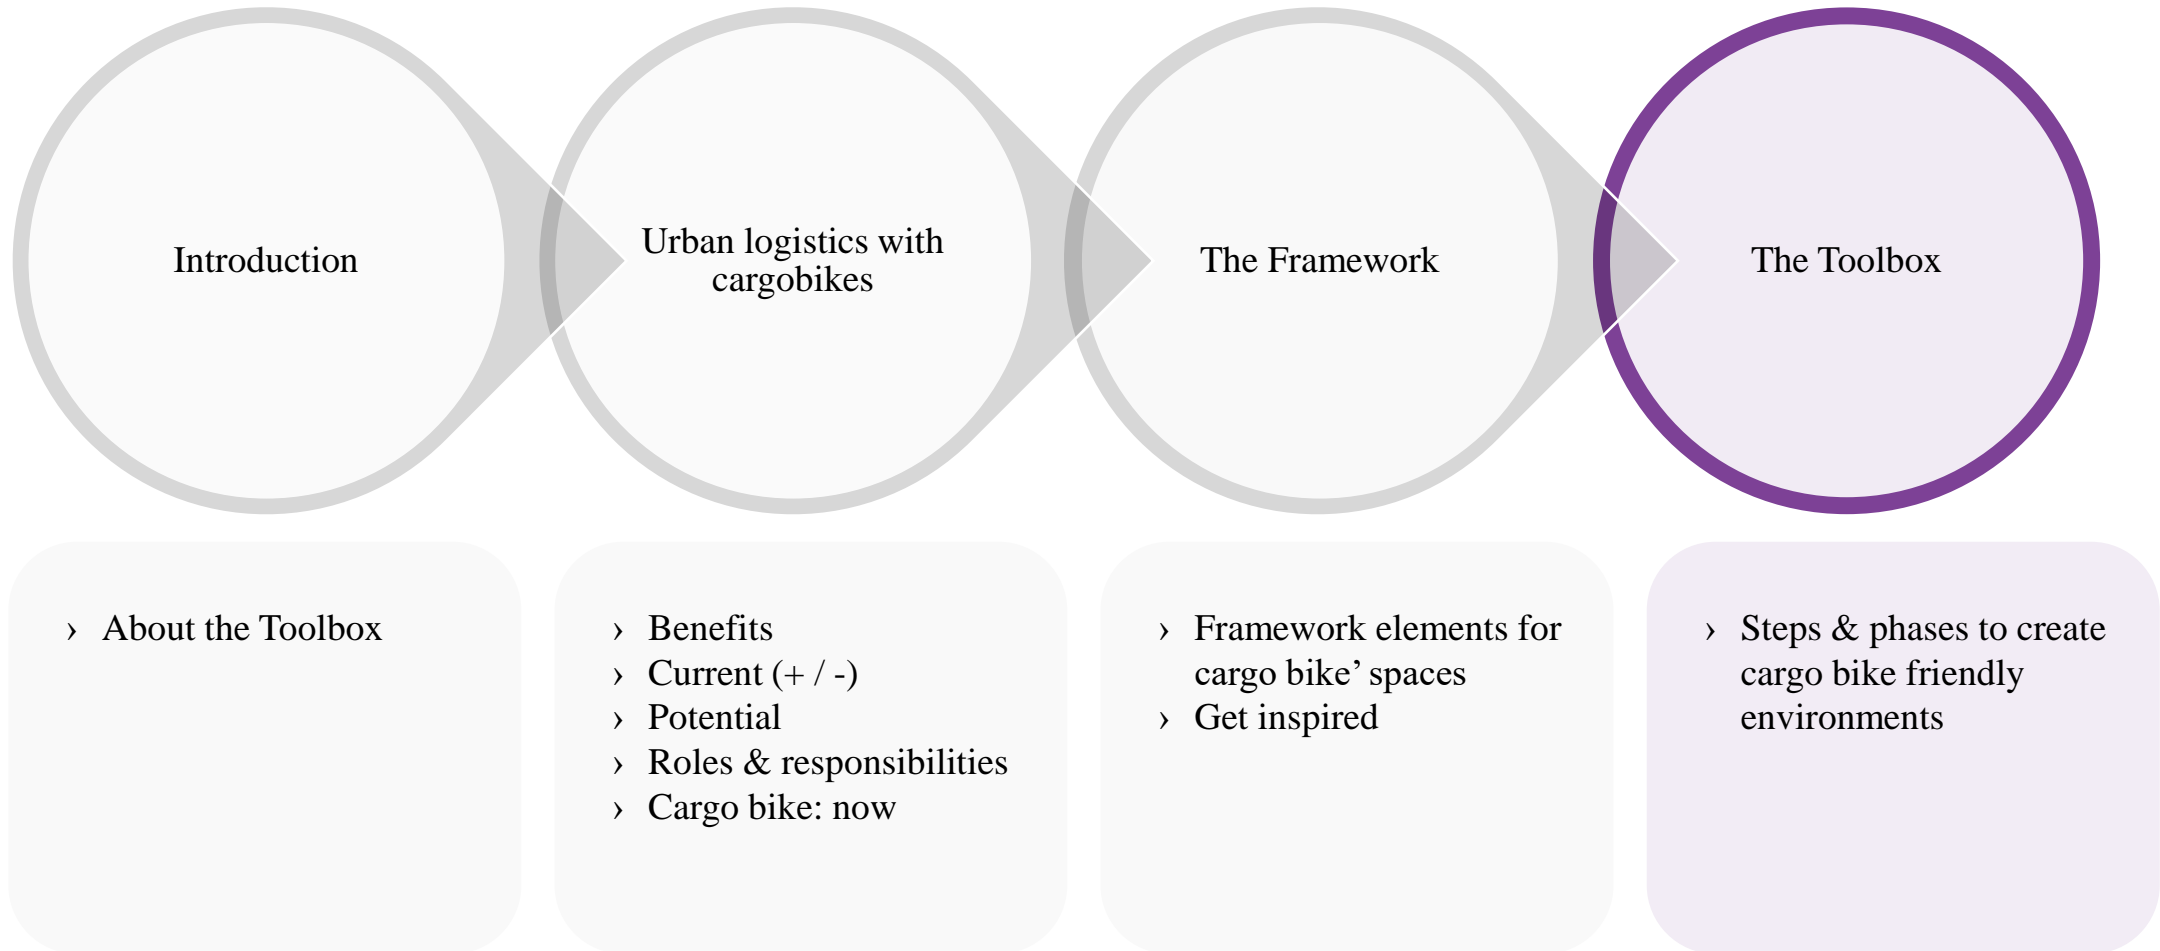 Introduction
Urban logistics with
cargobikes
The Framework
The Toolbox
› About the Toolbox
› Benefits
› Current (+ / -)
› Potential
› Roles & responsibilities
› Cargo bike: now
› Framework elements for
cargo bike’ spaces
› Get inspired
› Steps & phases to create
cargo bike friendly
environments